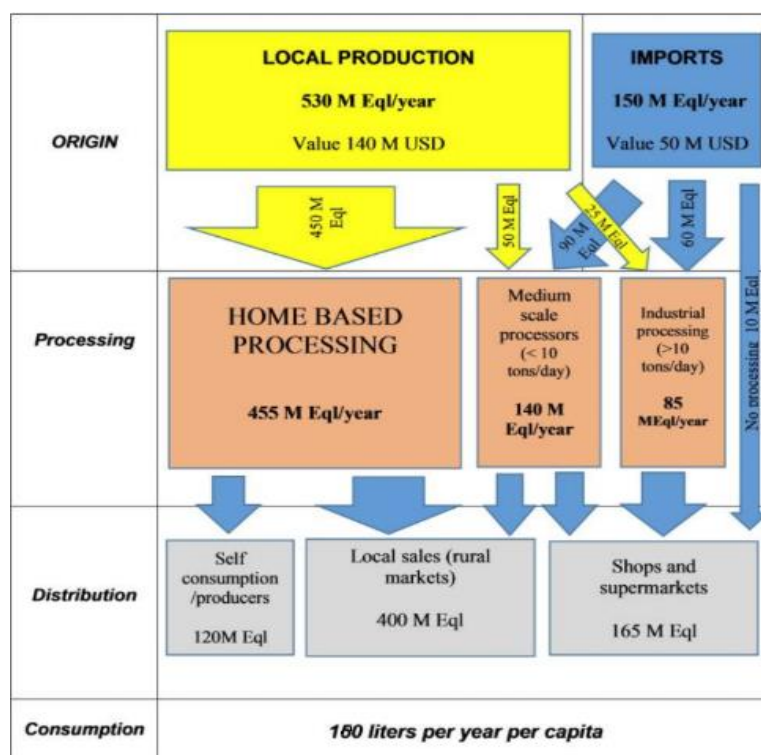 LOCAL PRODUCTION
530 M Eql/year
Value 140 M USD
IMPORTS
150 M Eql/year
Value 50 M USD
ORIGIN
450 M
Eql
50 M Eql
25 M Eql
90 M
Eql
60 M Eql
No processing 10 M Eql
Processing
HOME BASED
PROCESSING
455 M Eql/year
Medium
scale
processors
(< 10
tons/day)
140 M
Eql/year
Industrial
processing
(>10
tons/day)
85
MEql/year
Distribution
Self
consumption
/producers
120M Eql
Local sales (rural
markets)
400 M Eql
Shops and
supermarkets
165 M Eql
Consumption
liters per year per capita